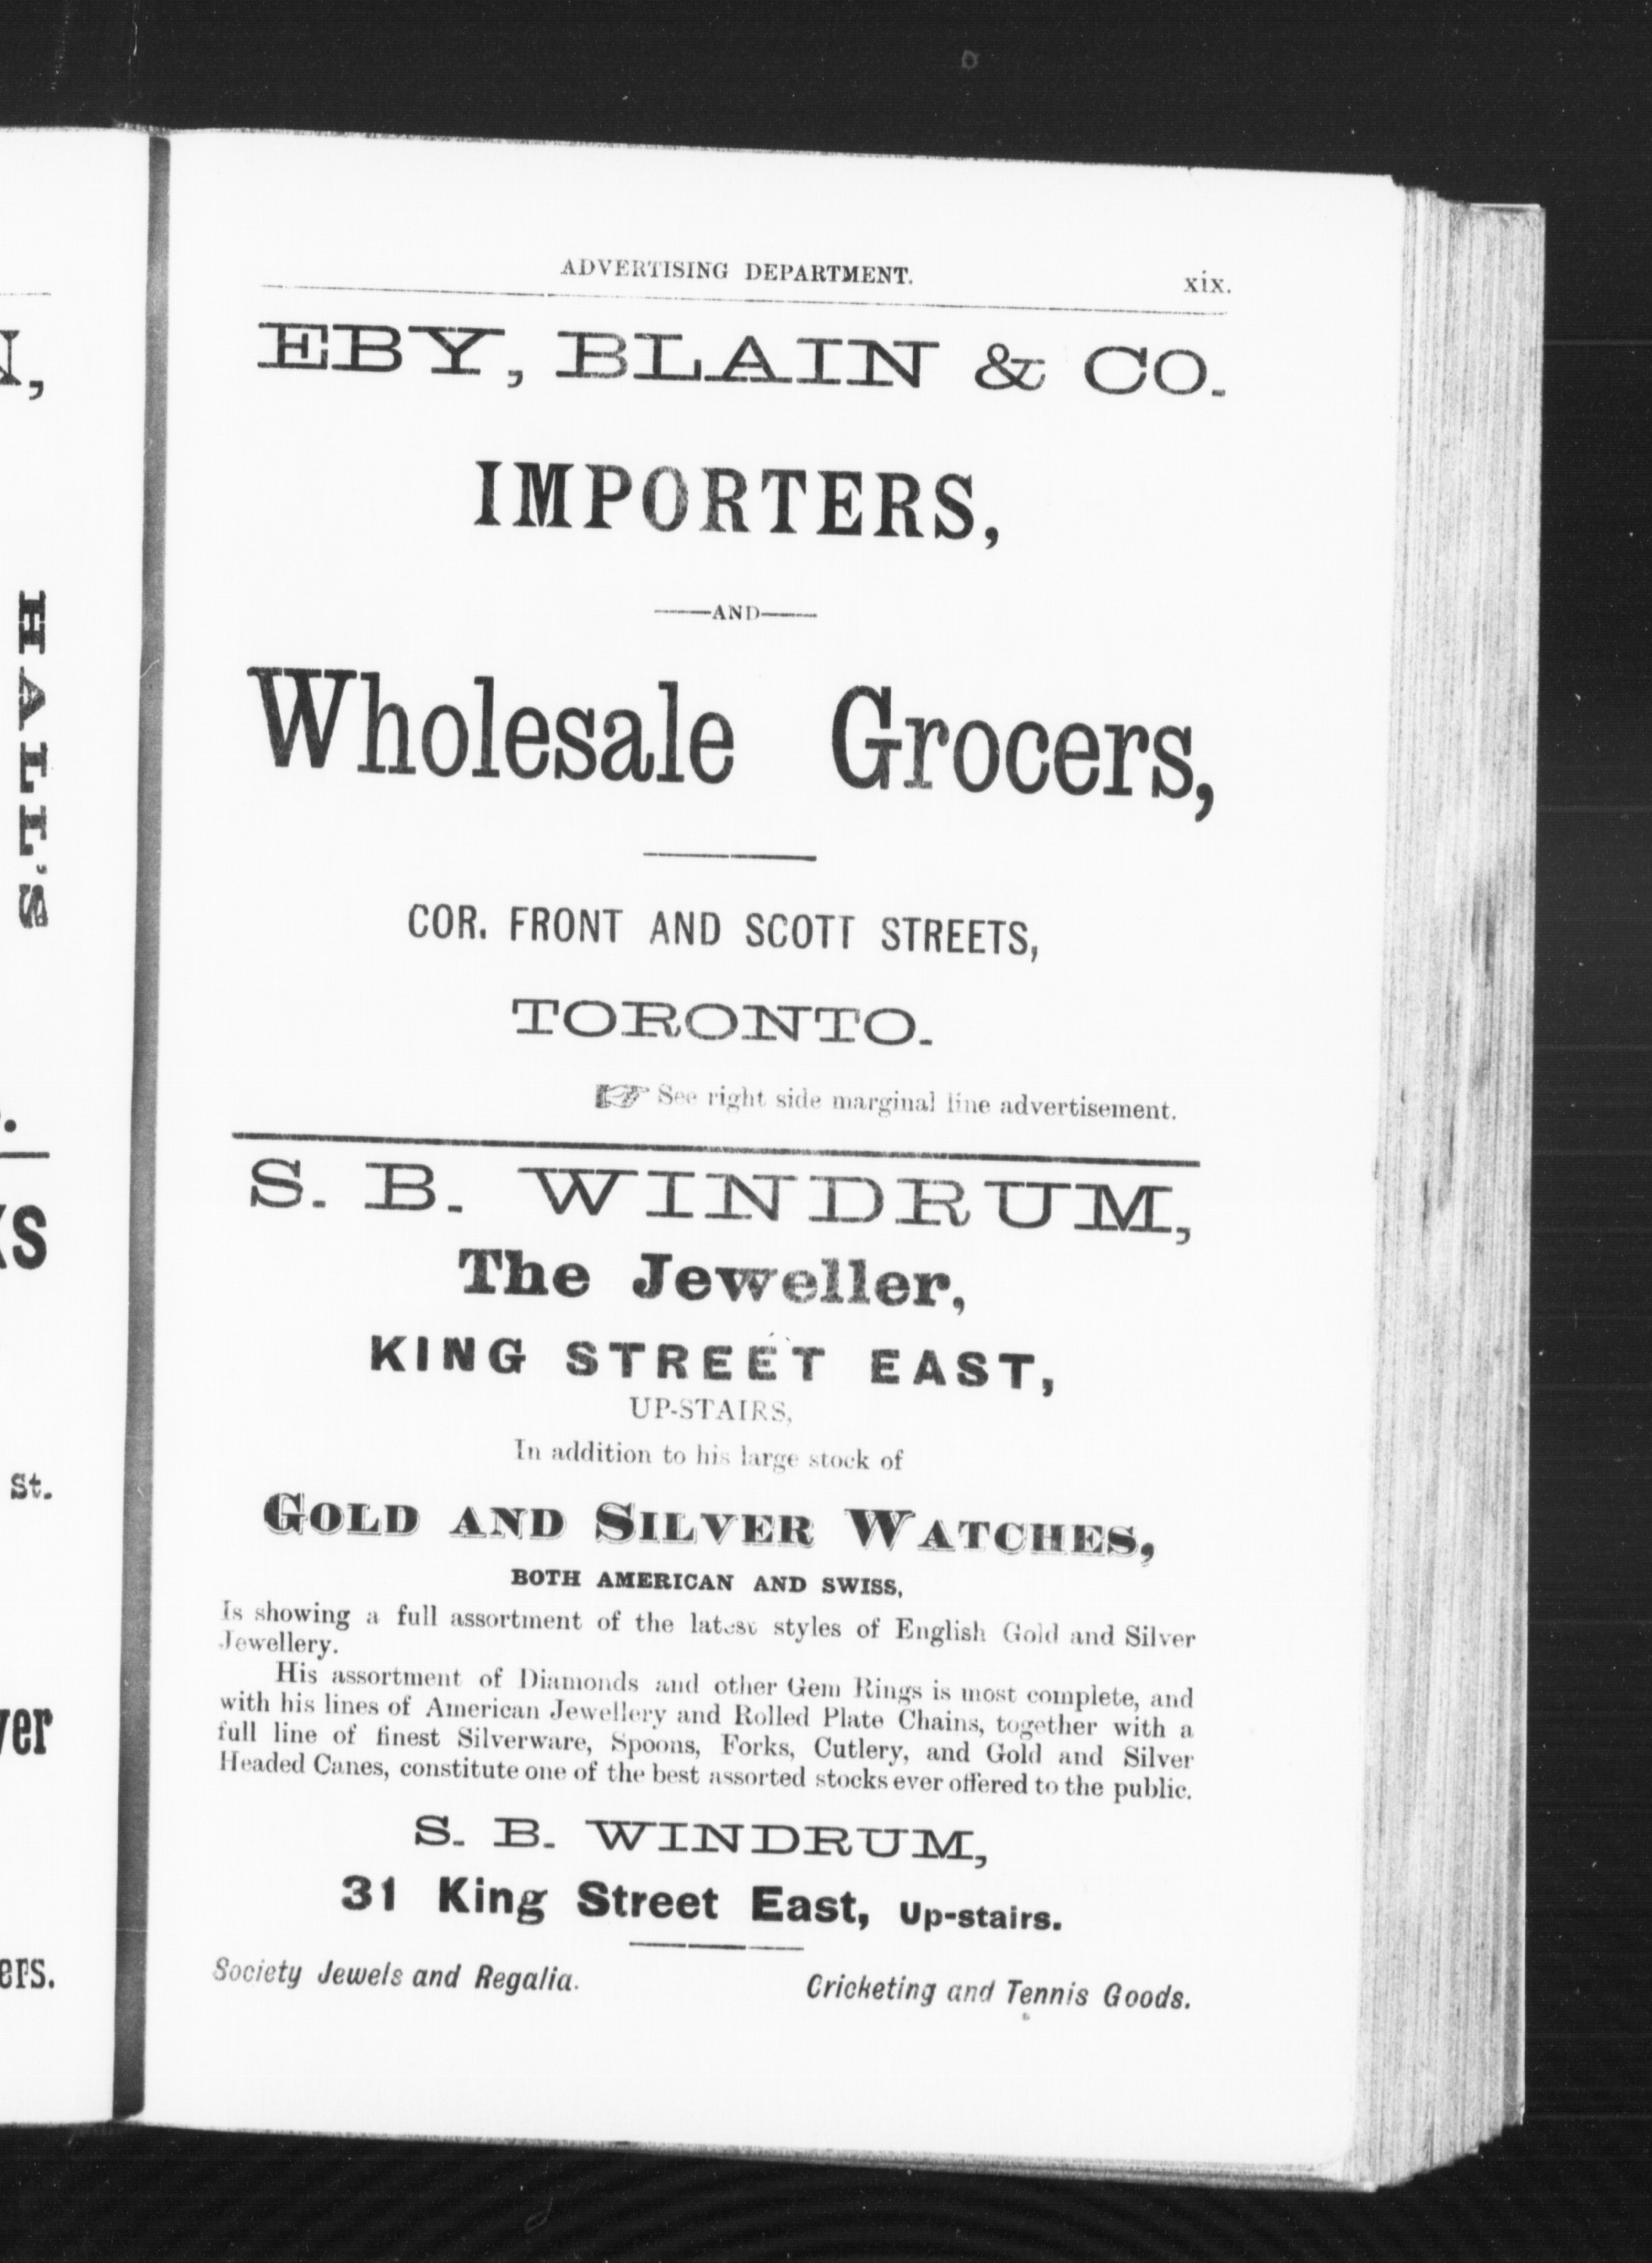 ADVERTISING DEPARTMENT. xix.
EBY, BLAIN & CO.
IMPORTERS,
AND
Wholesale Grocers,
COR. FRONT AND SCOTT STREETS,
TORONTO.
☞ See right side marginal line advertisement.
S. B. WINDRUM,
The Jeweller,
KING STREET EAST,
UP-STAIRS,
In addition to his large stock of
GOLD AND SILVER WATCHES,
BOTH AMERICAN AND SWISS,
Is showing a full assortment of the latest styles of English Gold and Silver
Jewellery.
His assortment of Diamonds and other Gem Rings is most complete, and
with his lines of American Jewellery and Rolled Plate Chains, together with a
full line of finest Silverware, Spoons, Forks, Cutlery, and Gold and Silver
Headed Canes, constitute one of the best assorted stocks ever offered to the public.
S. B. WINDRUM,
31 King Street East, Up-stairs.
Society Jewels and Regalia. Cricketing and Tennis Goods.
HALL'S
St.